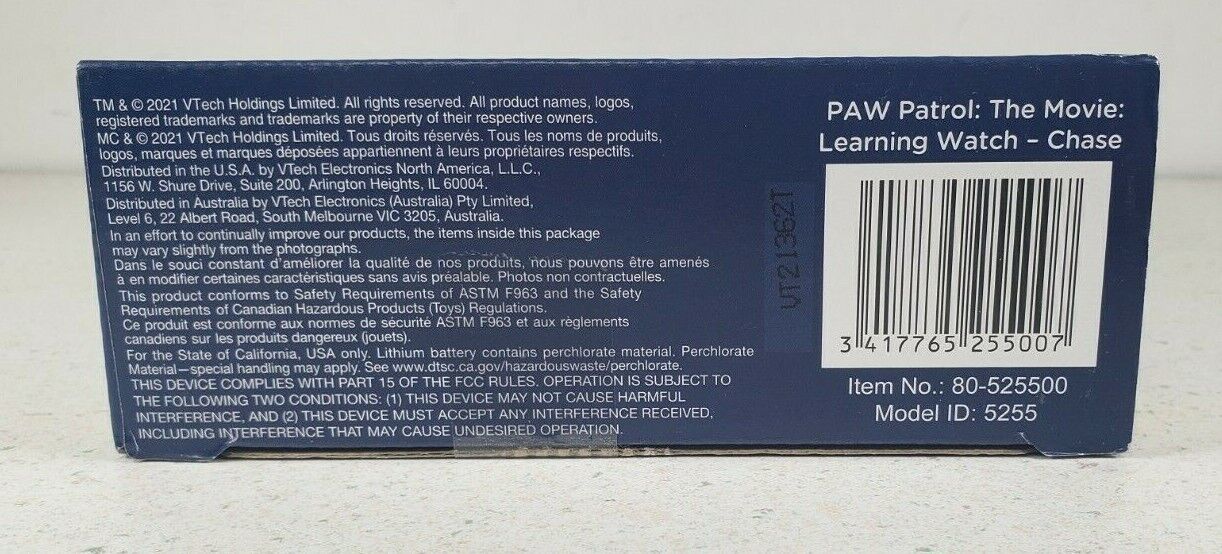 TM & © 2021 VTech Holdings Limited. All rights reserved. All product names, logos,
registered trademarks and trademarks are property of their respective owners.
MC & © 2021 VTech Holdings Limited. Tous droits réservés. Tous les noms de produits,
logos, marques et marques déposées appartiennent à leurs propriétaires respectifs.
Distributed in the U.S.A. by VTech Electronics North America, L.L.C.,
1156 W. Shure Drive, Suite 200, Arlington Heights, IL 60004.
Distributed in Australia by VTech Electronics (Australia) Pty Limited,
Level 6, 22 Albert Road, South Melbourne VIC 3205, Australia.
In an effort to continually improve our products, the items inside this package
may vary slightly from the photographs.
Dans le souci constant d'améliorer la qualité de nos produits, nous pouvons être amenés
à en modifier certaines caractéristiques sans avis préalable. Photos non contractuelles.
This product conforms to Safety Requirements of ASTM F963 and the Safety
Requirements of Canadian Hazardous Products (Toys) Regulations.
Ce produit est conforme aux normes de sécurité ASTM F963 et aux règlements
canadiens sur les produits dangereux (jouets).
For the State of California, USA only. Lithium battery contains perchlorate material. Perchlorate
Material—special handling may apply. See www.dtsc.ca.gov/hazardouswaste/perchlorate.
THIS DEVICE COMPLIES WITH PART 15 OF THE FCC RULES. OPERATION IS SUBJECT TO
THE FOLLOWING TWO CONDITIONS: (1) THIS DEVICE MAY NOT CAUSE HARMFUL
INTERFERENCE, AND (2) THIS DEVICE MUST ACCEPT ANY INTERFERENCE RECEIVED,
INCLUDING INTERFERENCE THAT MAY CAUSE UNDESIRED OPERATION.
VT21362T
PAW Patrol: The Movie:
Learning Watch – Chase
3 417765 255007
Item No.: 80-525500
Model ID: 5255